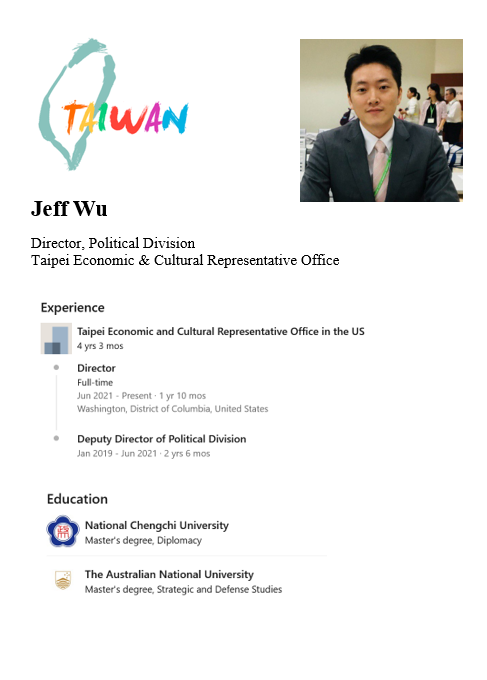 TAIWAN
Jeff Wu
Director, Political Division
Taipei Economic & Cultural Representative Office
Experience
Taipei Economic and Cultural Representative Office in the US
4 yrs 3 mos
Director
Full-time
Jun 2021 - Present · 1 yr 10 mos
Washington, District of Columbia, United States
Deputy Director of Political Division
Jan 2019 - Jun 2021 · 2 yrs 6 mos
Education
National Chengchi University
Master's degree, Diplomacy
The Australian National University
Master's degree, Strategic and Defense Studies